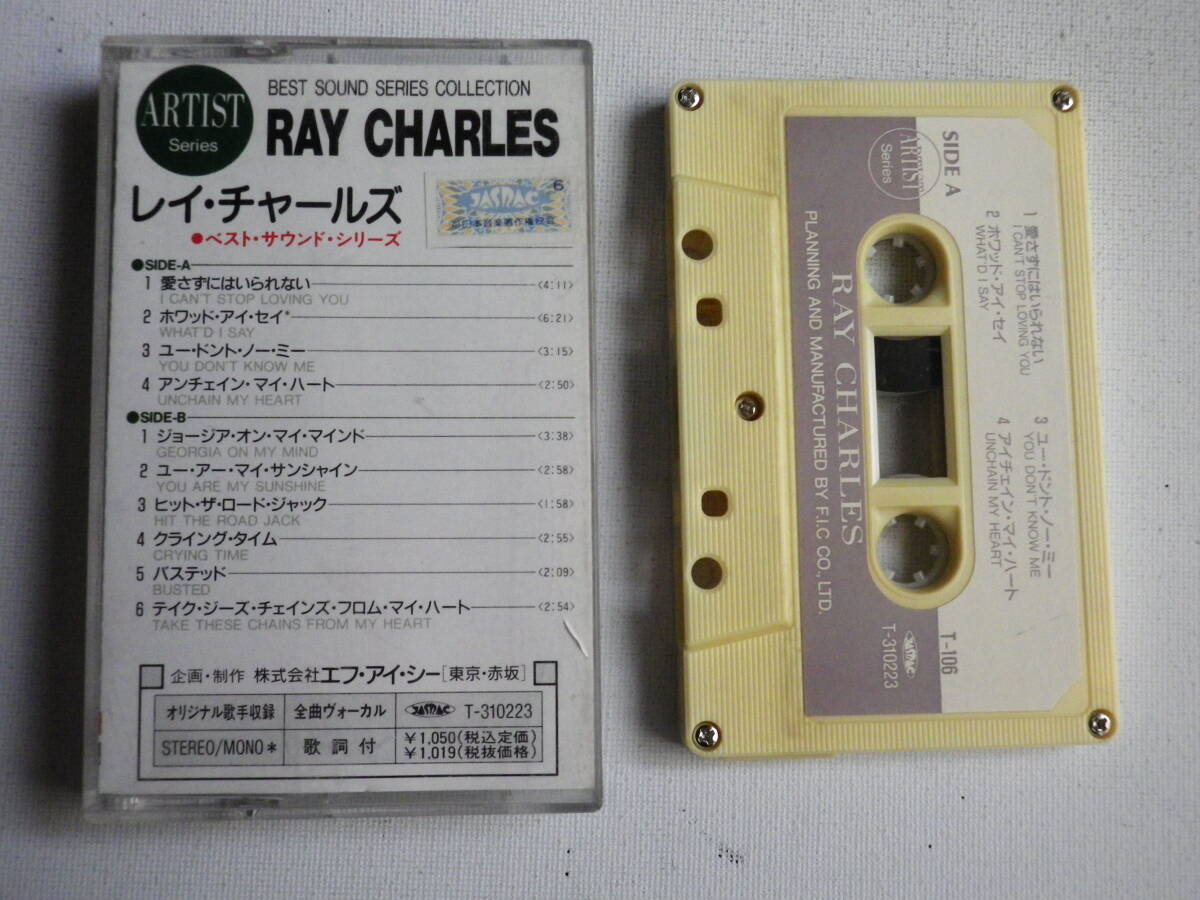 ARTIST
Series
BEST SOUND SERIES COLLECTION
RAY CHARLES
レイ・チャールズ
●ベスト・サウンド・シリーズ
6
JASRAC
日本音楽著作権協会
●SIDE-A
1 愛さずにはいられない <4:11>
I CAN'T STOP LOVING YOU
2 ホワッド・アイ・セイ* <6:21>
WHAT'D I SAY
3 ユー・ドント・ノー・ミー <3:15>
YOU DON'T KNOW ME
4 アンチェイン・マイ・ハート <2:50>
UNCHAIN MY HEART
●SIDE-B
1 ジョージア・オン・マイ・マインド <3:38>
GEORGIA ON MY MIND
2 ユー・アー・マイ・サンシャイン <2:58>
YOU ARE MY SUNSHINE
3 ヒット・ザ・ロード・ジャック <1:58>
HIT THE ROAD JACK
4 クライング・タイム <2:55>
CRYING TIME
5 バステッド <2:09>
BUSTED
6 テイク・ジーズ・チェインズ・フロム・マイ・ハート <2:54>
TAKE THESE CHAINS FROM MY HEART
企画・制作 株式会社エフ・アイ・シー[東京・赤坂]
オリジナル歌手収録 全曲ヴォーカル JASRAC T-310223
STEREO/MONO* 歌詞付 ¥1,050(税込定価)
¥1,019(税抜価格)
SIDE A
ARTIST
Series
1 愛さずにはいられない
I CAN'T STOP LOVING YOU
2 ホワッド・アイ・セイ
WHAT'D I SAY
3 ユー・ドント・ノー・ミー
YOU DON'T KNOW ME
4 アイチェイン・マイ・ハート
UNCHAIN MY HEART
T-106
JASRAC
T-310223
RAY CHARLES
PLANNING AND MANUFACTURED BY F.I.C CO., LTD.